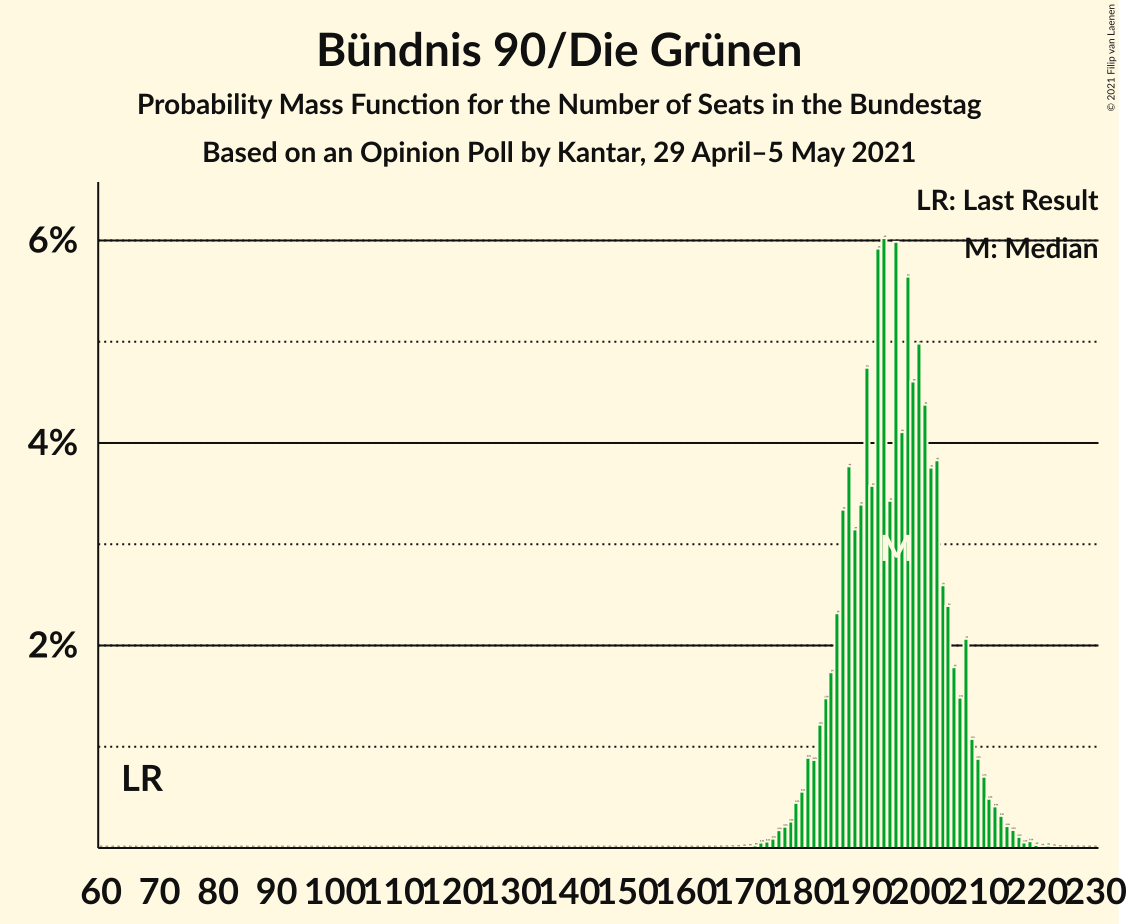 Bündnis 90/Die Grünen
Probability Mass Function for the Number of Seats in the Bundestag
Based on an Opinion Poll by Kantar, 29 April–5 May 2021
© 2021 Filip van Laenen
LR: Last Result
M: Median
6%
4%
2%
LR
M
60 70 80 90 100 110 120 130 140 150 160 170 180 190 200 210 220 230